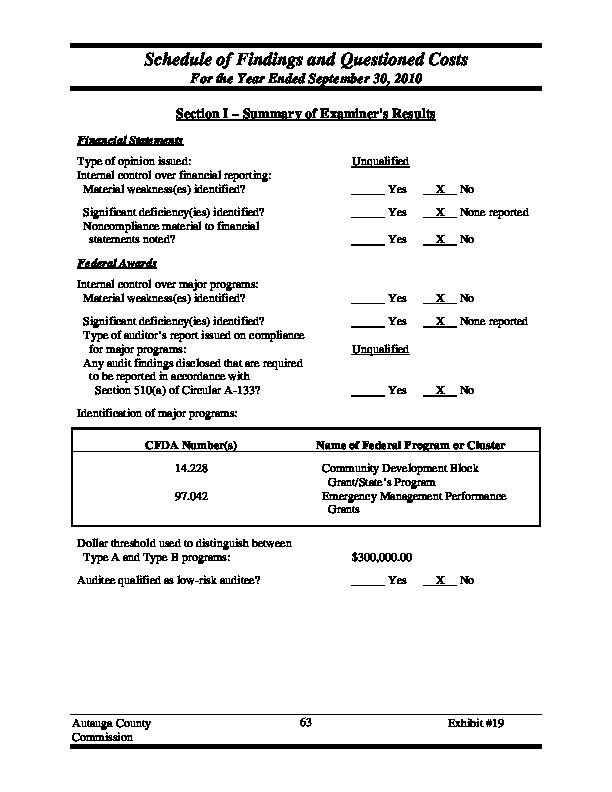 Schedule of Findings and Questioned Costs
For the Year Ended September 30, 2010
Section I – Summary of Examiner's Results
Financial Statements
Type of opinion issued: Unqualified
Internal control over financial reporting:
Material weakness(es) identified? ______ Yes __X__ No
Significant deficiency(ies) identified? ______ Yes __X__ None reported
Noncompliance material to financial
statements noted? ______ Yes __X__ No
Federal Awards
Internal control over major programs:
Material weakness(es) identified? ______ Yes __X__ No
Significant deficiency(ies) identified? ______ Yes __X__ None reported
Type of auditor's report issued on compliance
for major programs: Unqualified
Any audit findings disclosed that are required
to be reported in accordance with
Section 510(a) of Circular A-133? ______ Yes __X__ No
Identification of major programs:
CFDA Number(s) Name of Federal Program or Cluster
14.228 Community Development Block
Grant/State's Program
97.042 Emergency Management Performance
Grants
Dollar threshold used to distinguish between
Type A and Type B programs: $300,000.00
Auditee qualified as low-risk auditee? ______ Yes __X__ No
Autauga County 63 Exhibit #19
Commission